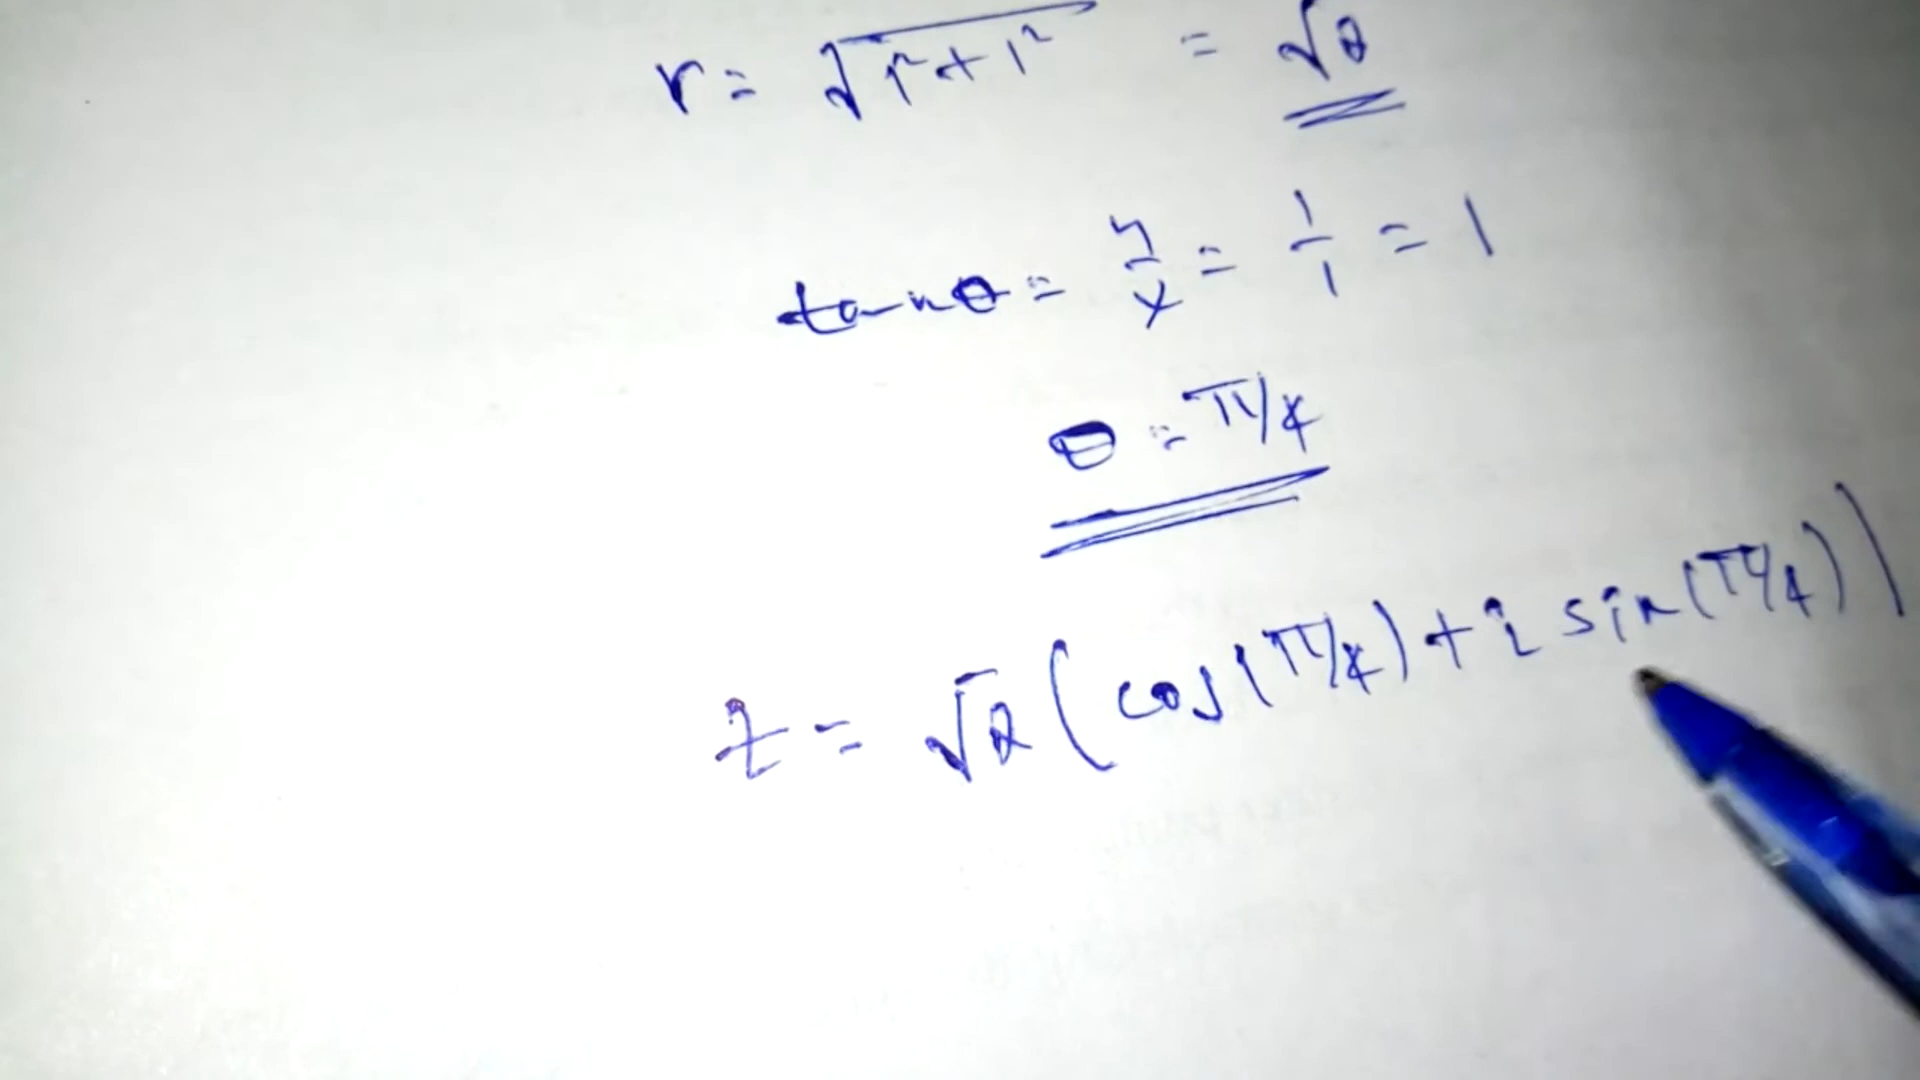 r = √(1² + 1²) = √2
tanθ = y/x = 1/1 = 1
θ = π/4
z = √2 ( cos(π/4) + i sin(π/4) )